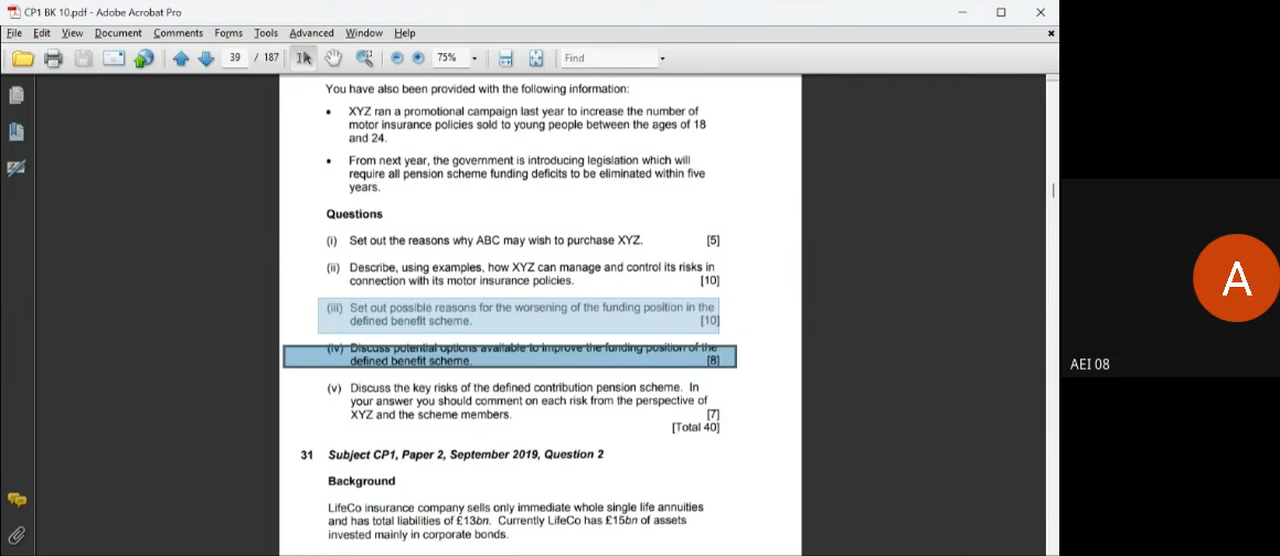 CP1 BK 10.pdf - Adobe Acrobat Pro
File Edit View Document Comments Forms Tools Advanced Window Help
39 / 187 75% Find
You have also been provided with the following information:
• XYZ ran a promotional campaign last year to increase the number of
motor insurance policies sold to young people between the ages of 18
and 24.
• From next year, the government is introducing legislation which will
require all pension scheme funding deficits to be eliminated within five
years.
Questions
(i) Set out the reasons why ABC may wish to purchase XYZ. [5]
(ii) Describe, using examples, how XYZ can manage and control its risks in
connection with its motor insurance policies. [10]
(iii) Set out possible reasons for the worsening of the funding position in the
defined benefit scheme. [10]
(iv) Discuss potential options available to improve the funding position of the
defined benefit scheme. [8]
(v) Discuss the key risks of the defined contribution pension scheme. In
your answer you should comment on each risk from the perspective of
XYZ and the scheme members. [7]
[Total 40]
31 Subject CP1, Paper 2, September 2019, Question 2
Background
LifeCo insurance company sells only immediate whole single life annuities
and has total liabilities of £13bn. Currently LifeCo has £15bn of assets
invested mainly in corporate bonds.
A
AEI 08